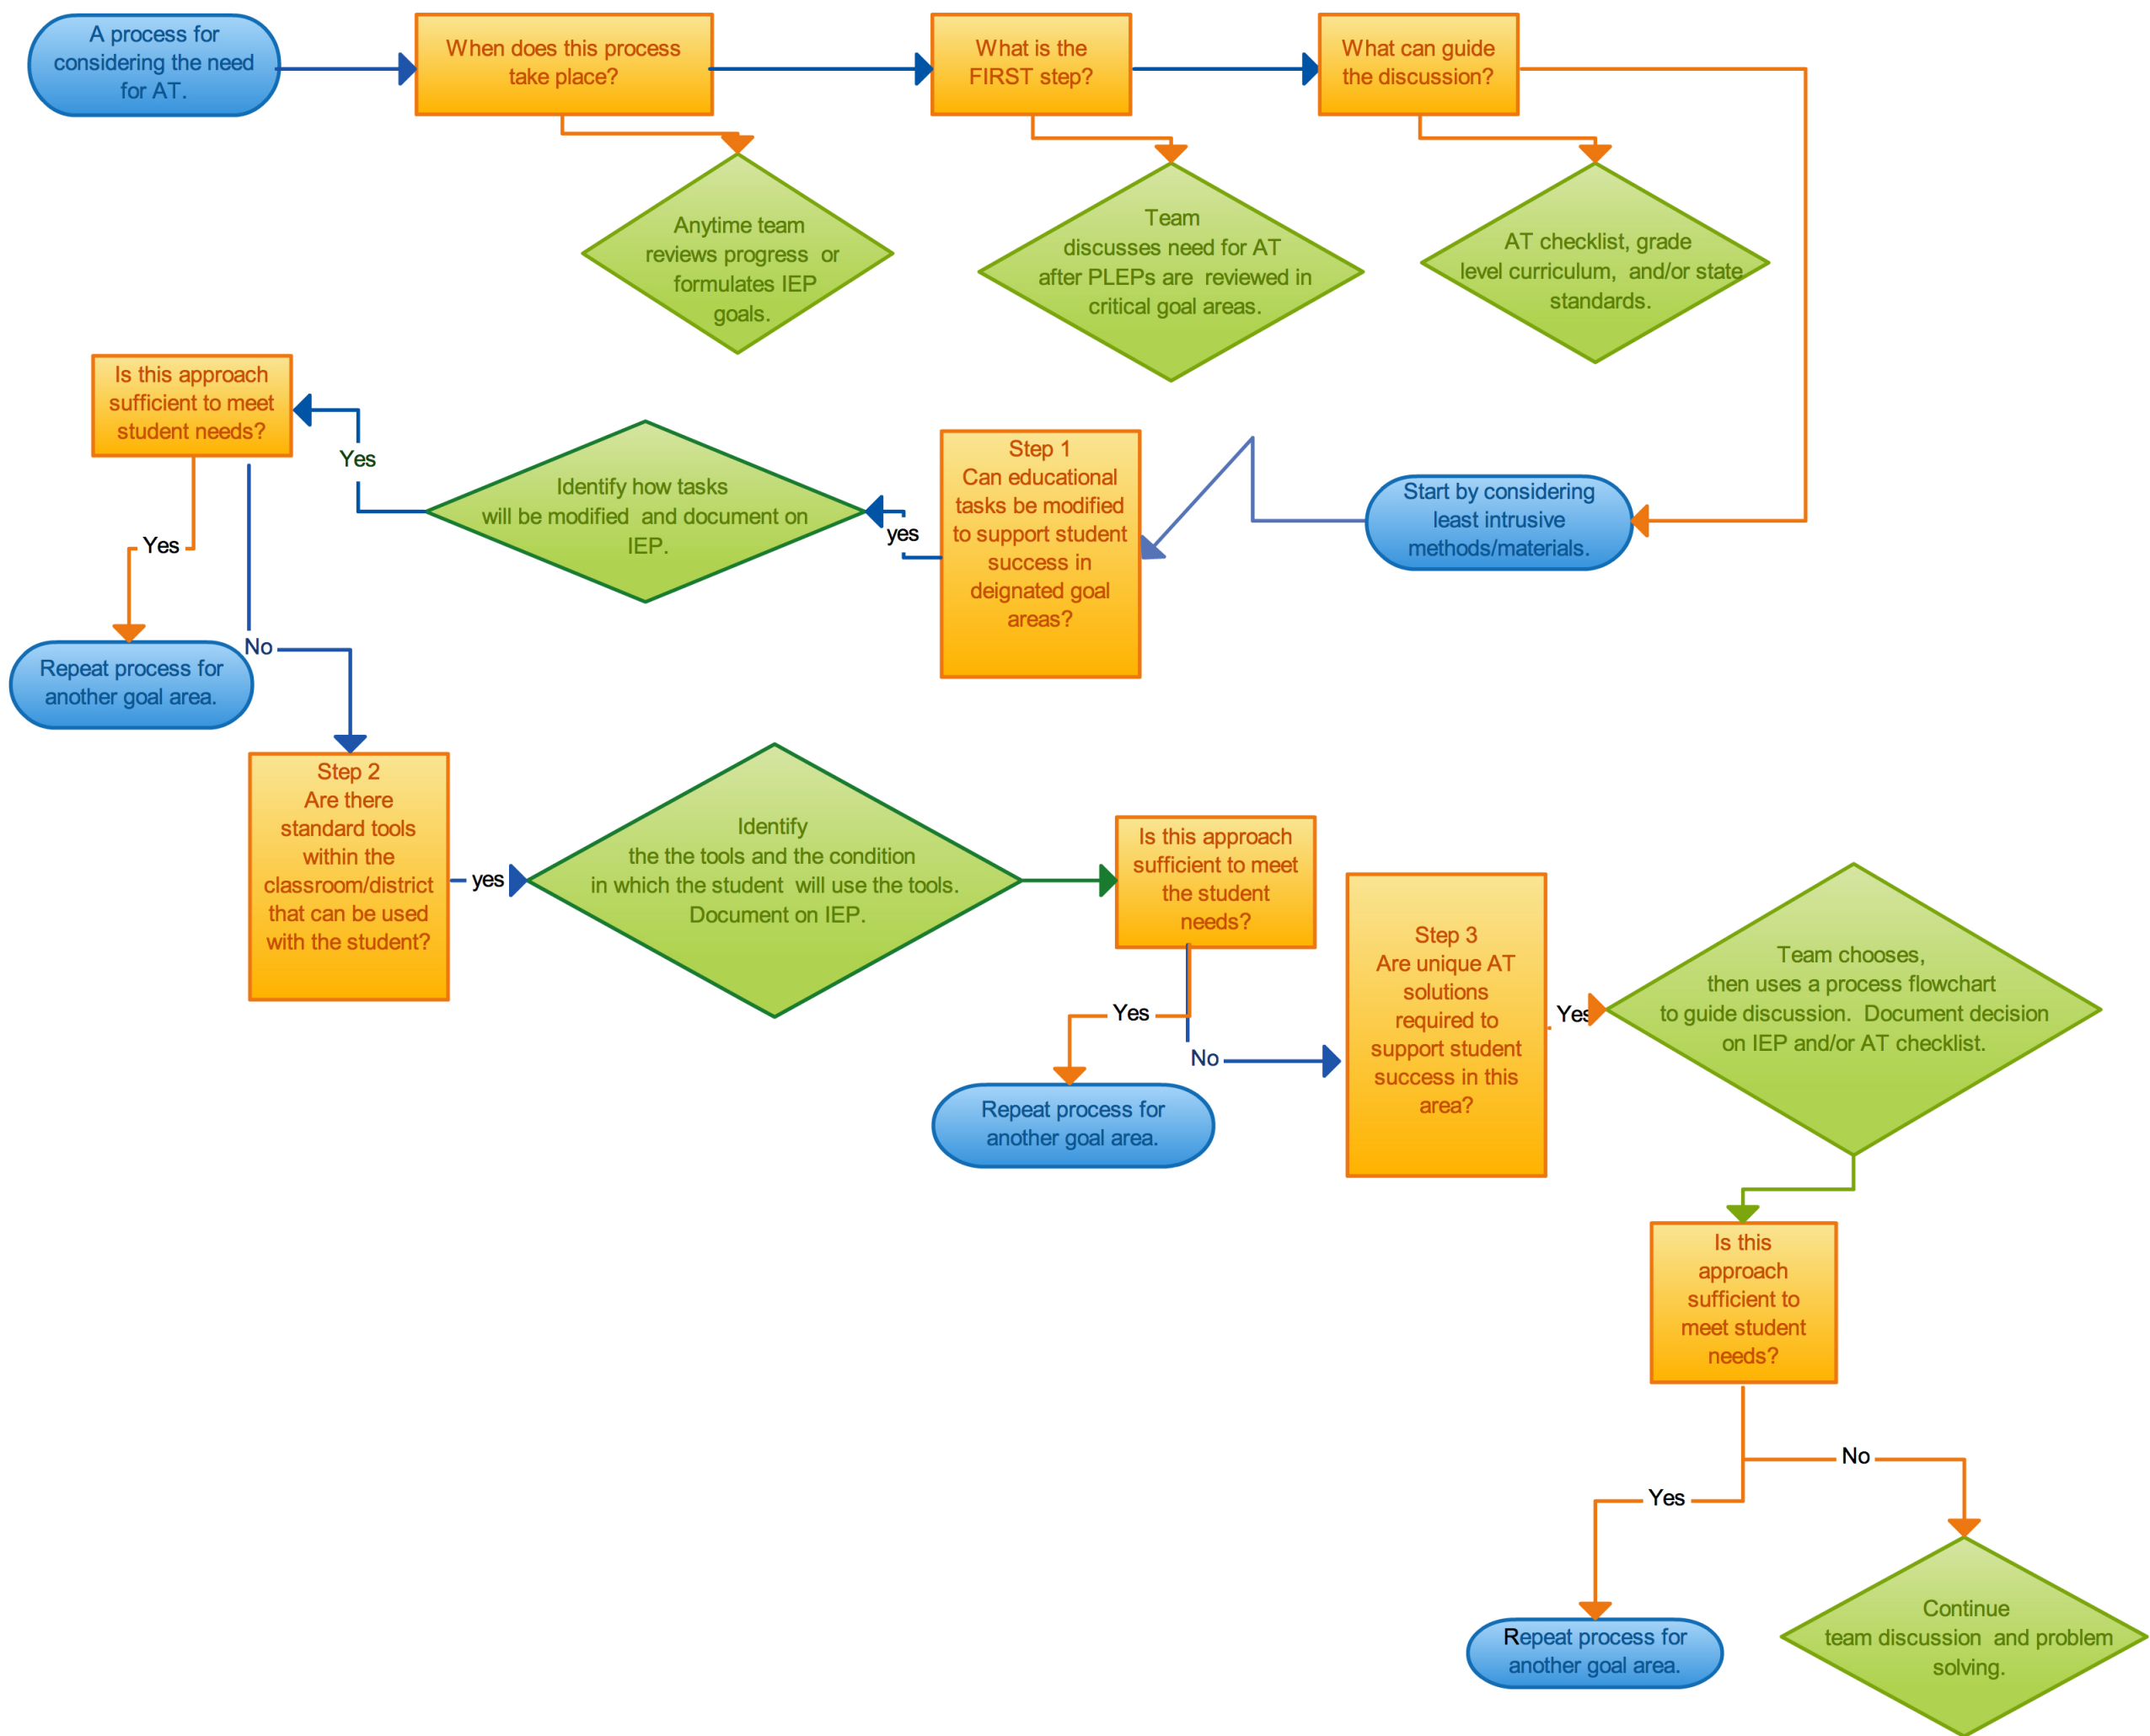 A process for
considering the need
for AT.
When does this process
take place?
What is the
FIRST step?
What can guide
the discussion?
Anytime team
reviews progress or
formulates IEP
goals.
Team
discusses need for AT
after PLEPs are reviewed in
critical goal areas.
AT checklist, grade
level curriculum, and/or state
standards.
Start by considering
least intrusive
methods/materials.
Step 1
Can educational
tasks be modified
to support student
success in
deignated goal
areas?
yes
Identify how tasks
will be modified and document on
IEP.
Yes
Is this approach
sufficient to meet
student needs?
Yes
Repeat process for
another goal area.
No
Step 2
Are there
standard tools
within the
classroom/district
that can be used
with the student?
yes
Identify
the the tools and the condition
in which the student will use the tools.
Document on IEP.
Is this approach
sufficient to meet
the student
needs?
Yes
Repeat process for
another goal area.
No
Step 3
Are unique AT
solutions
required to
support student
success in this
area?
Yes
Team chooses,
then uses a process flowchart
to guide discussion. Document decision
on IEP and/or AT checklist.
Is this
approach
sufficient to
meet student
needs?
No
Yes
Repeat process for
another goal area.
Continue
team discussion and problem
solving.